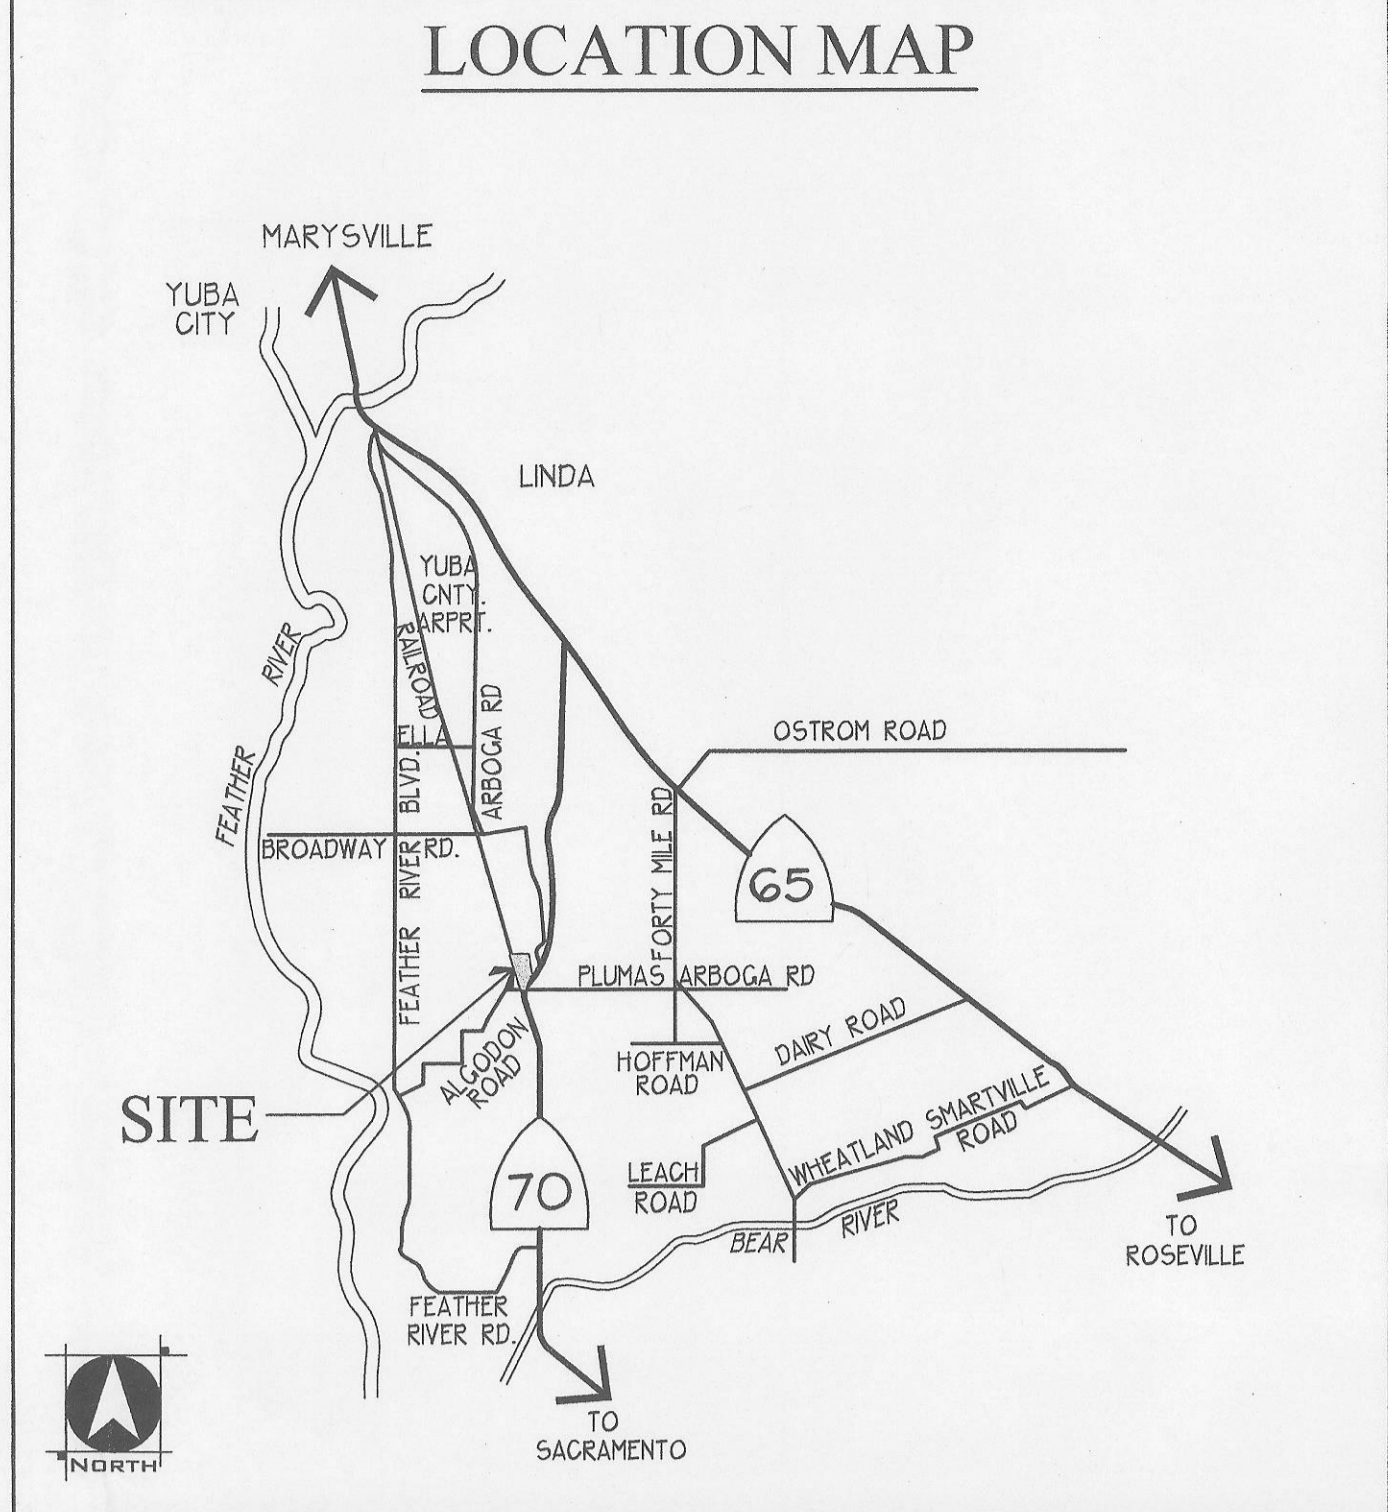 LOCATION MAP
MARYSVILLE
YUBA
CITY
LINDA
YUBA
CNTY.
ARPRT.
RAILROAD
RIVER
FEATHER
ELLA
ARBOGA RD
FEATHER RIVER BLVD.
BROADWAY RD.
OSTROM ROAD
FORTY MILE RD
65
PLUMAS ARBOGA RD
DAIRY ROAD
HOFFMAN
ROAD
ALGODON
ROAD
SITE
WHEATLAND SMARTVILLE
ROAD
LEACH
ROAD
70
BEAR RIVER
TO
ROSEVILLE
FEATHER
RIVER RD.
TO
SACRAMENTO
NORTH